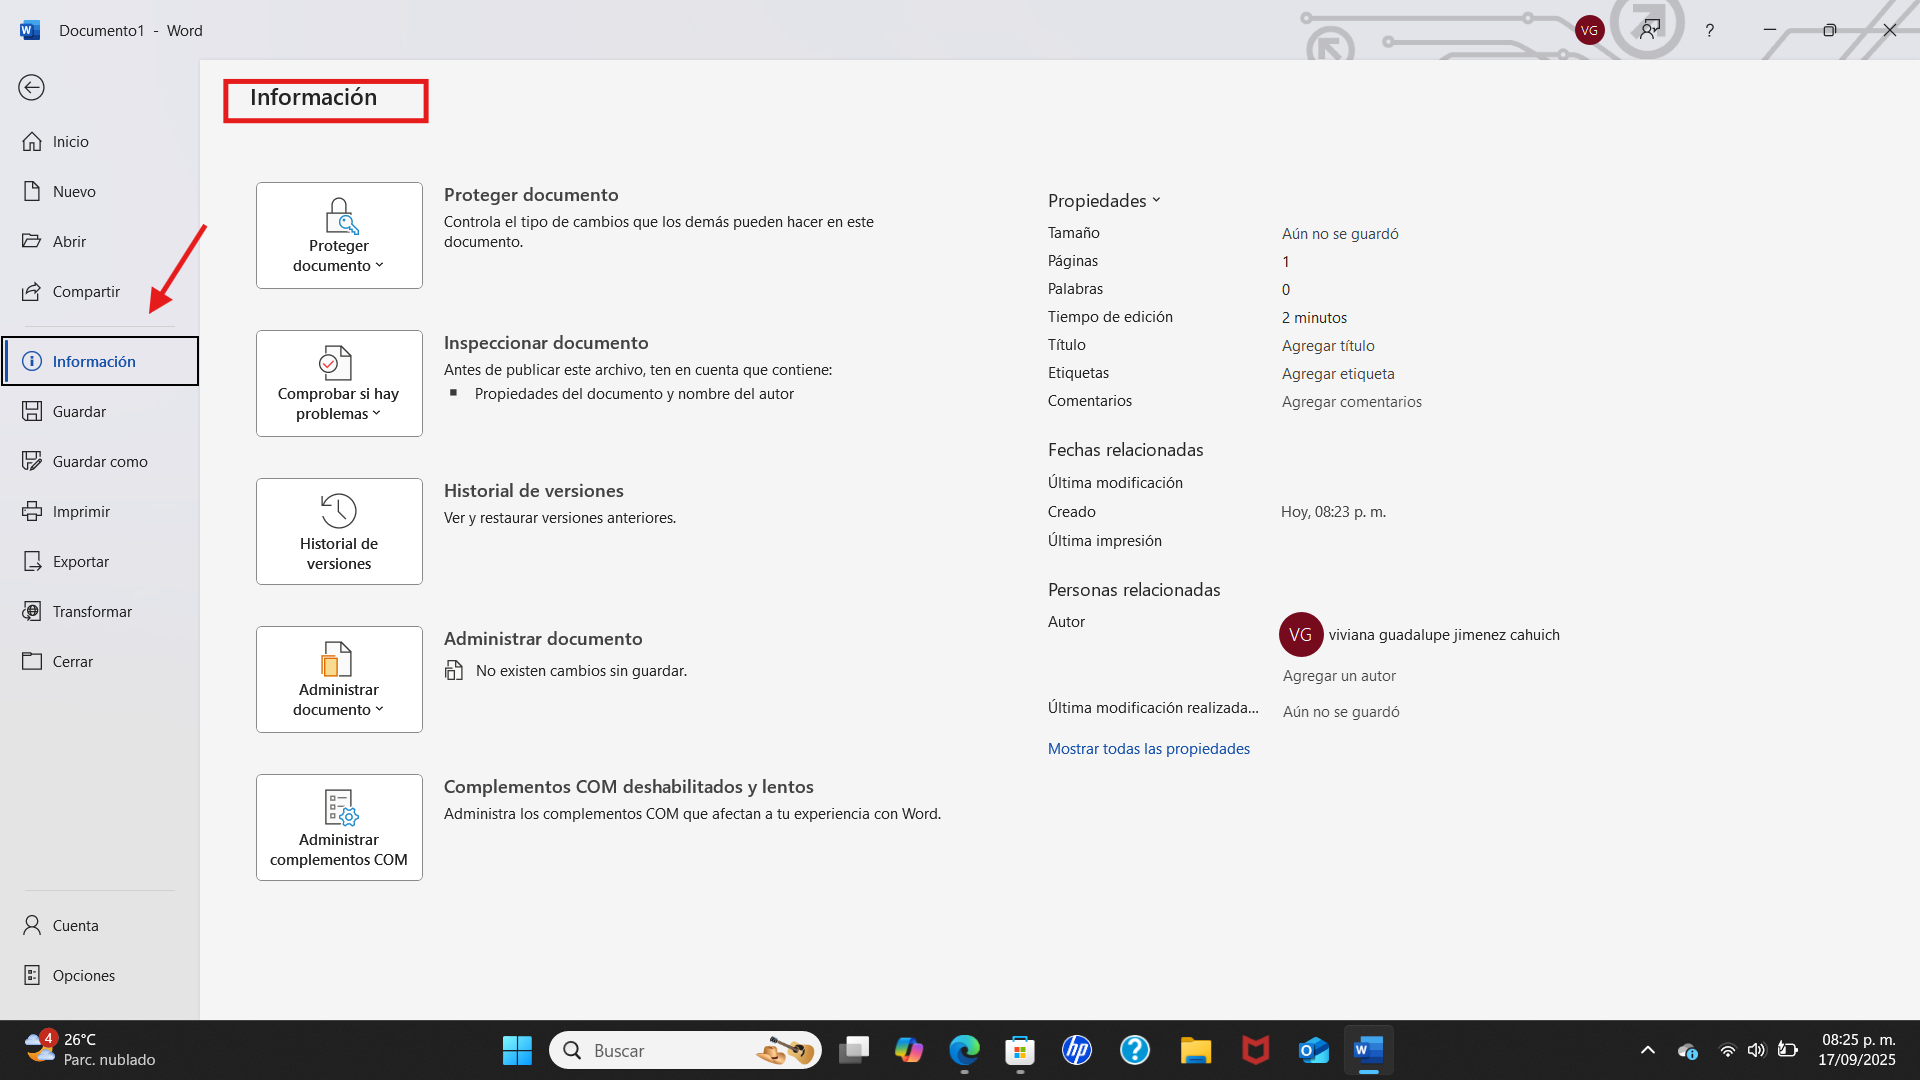 Documento1 - Word
VG
?
Información
Inicio
Nuevo
Abrir
Compartir
Información
Guardar
Guardar como
Imprimir
Exportar
Transformar
Cerrar
Cuenta
Opciones
Proteger
documento
Proteger documento
Controla el tipo de cambios que los demás pueden hacer en este
documento.
Comprobar si hay
problemas
Inspeccionar documento
Antes de publicar este archivo, ten en cuenta que contiene:
Propiedades del documento y nombre del autor
Historial de
versiones
Historial de versiones
Ver y restaurar versiones anteriores.
Administrar
documento
Administrar documento
No existen cambios sin guardar.
Administrar
complementos COM
Complementos COM deshabilitados y lentos
Administra los complementos COM que afectan a tu experiencia con Word.
Propiedades
Tamaño Aún no se guardó
Páginas 1
Palabras 0
Tiempo de edición 2 minutos
Título Agregar título
Etiquetas Agregar etiqueta
Comentarios Agregar comentarios
Fechas relacionadas
Última modificación
Creado Hoy, 08:23 p. m.
Última impresión
Personas relacionadas
Autor
VG viviana guadalupe jimenez cahuich
Agregar un autor
Última modificación realizada... Aún no se guardó
Mostrar todas las propiedades
4
26°C
Parc. nublado
Buscar
08:25 p. m.
17/09/2025